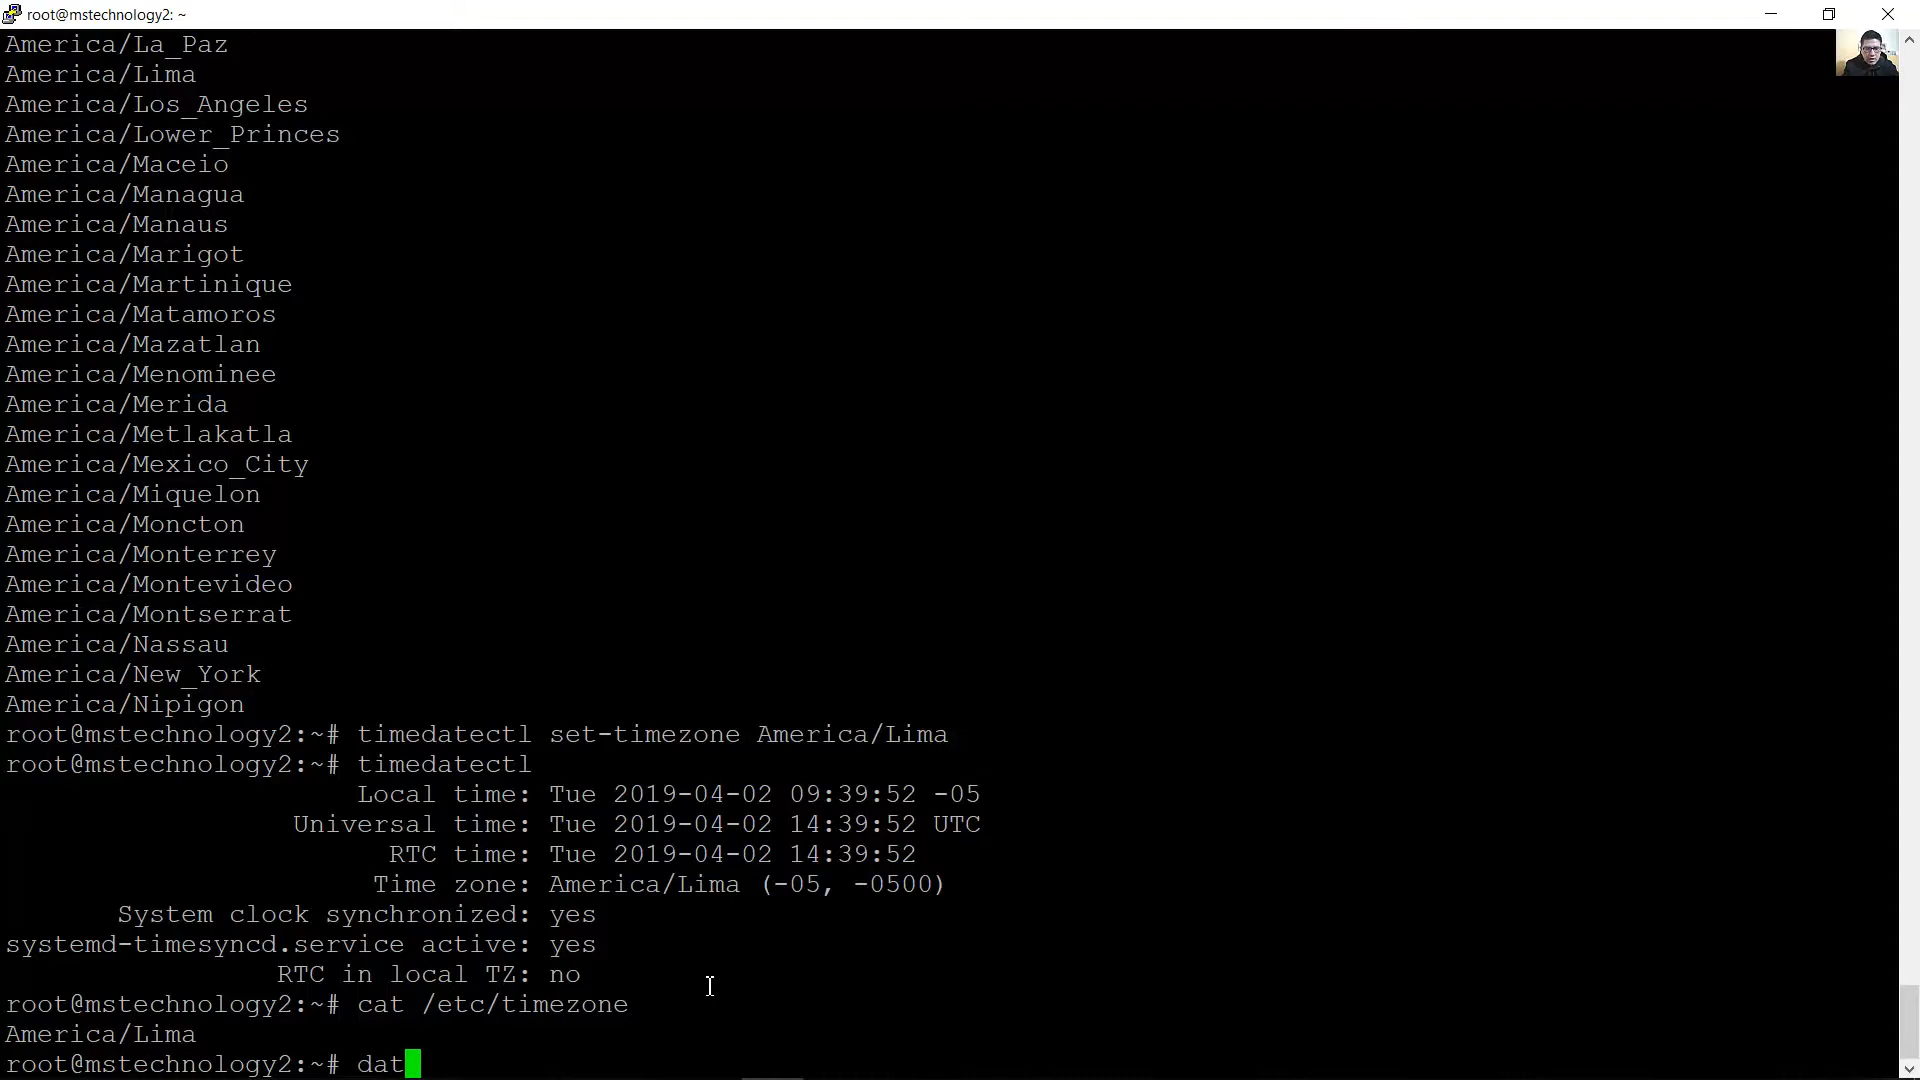 root@mstechnology2: ~
America/La_Paz
America/Lima
America/Los_Angeles
America/Lower_Princes
America/Maceio
America/Managua
America/Manaus
America/Marigot
America/Martinique
America/Matamoros
America/Mazatlan
America/Menominee
America/Merida
America/Metlakatla
America/Mexico_City
America/Miquelon
America/Moncton
America/Monterrey
America/Montevideo
America/Montserrat
America/Nassau
America/New_York
America/Nipigon
root@mstechnology2:~# timedatectl set-timezone America/Lima
root@mstechnology2:~# timedatectl
Local time: Tue 2019-04-02 09:39:52 -05
Universal time: Tue 2019-04-02 14:39:52 UTC
RTC time: Tue 2019-04-02 14:39:52
Time zone: America/Lima (-05, -0500)
System clock synchronized: yes
systemd-timesyncd.service active: yes
RTC in local TZ: no
root@mstechnology2:~# cat /etc/timezone
America/Lima
root@mstechnology2:~# dat